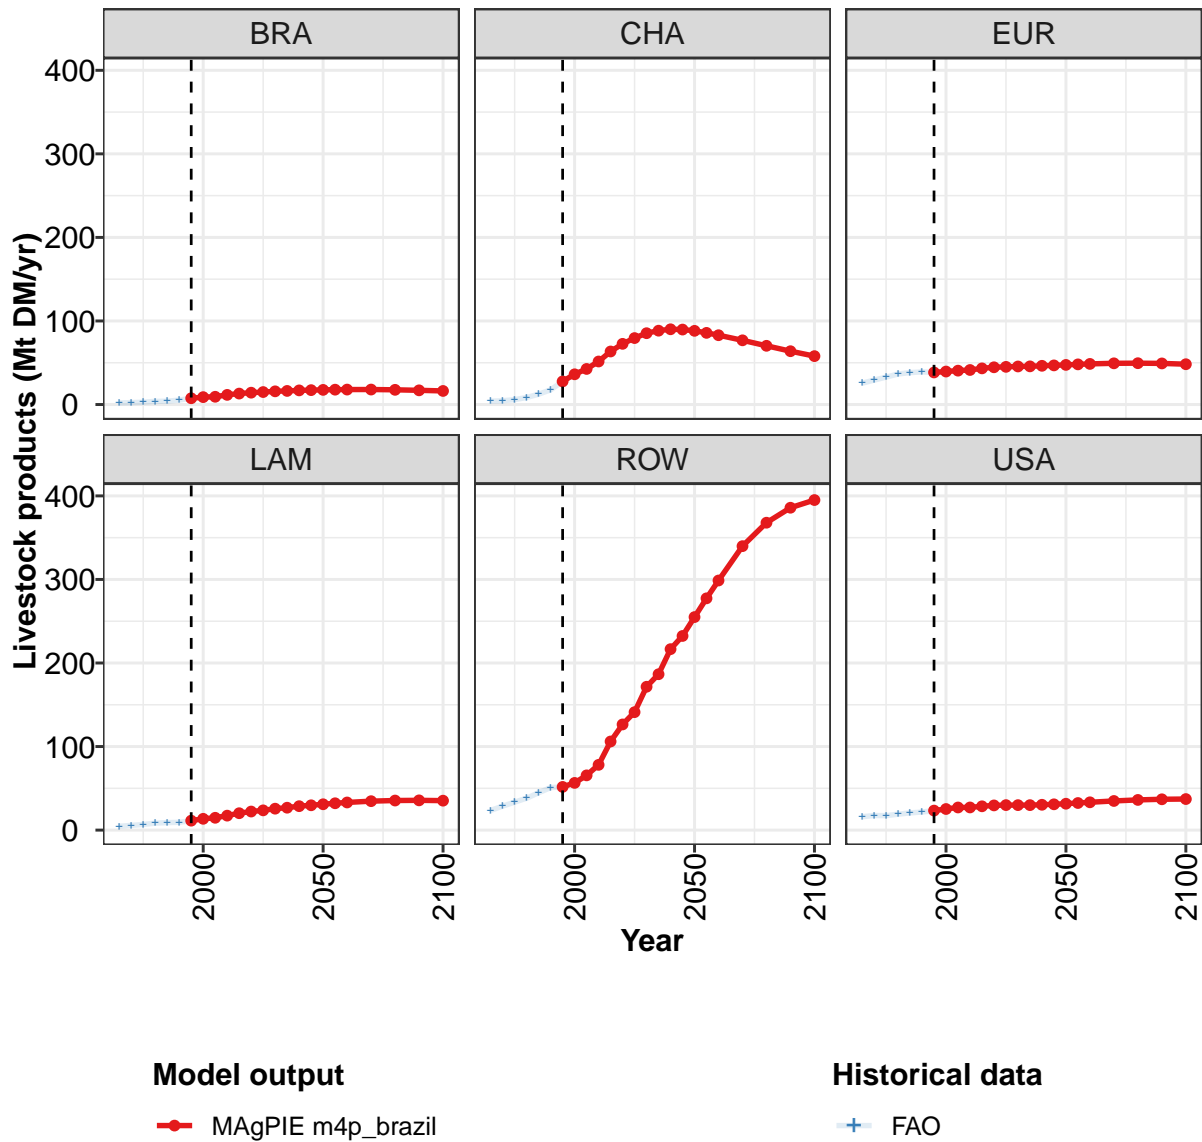 BRA
CHA
EUR
400
300
200
100
0
LAM
ROW
USA
400
300
200
100
0
Livestock products (Mt DM/yr)
2000
2050
2100
2000
2050
2100
2000
2050
2100
Year
Model output
Historical data
MAgPIE m4p_brazil
FAO